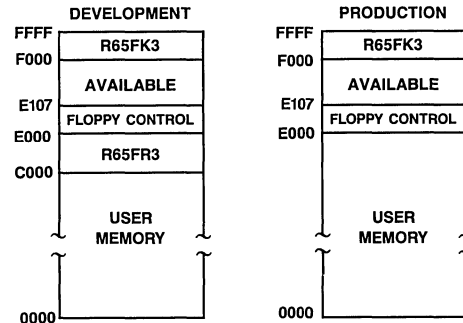 DEVELOPMENT
FFFF
R65FK3
F000
AVAILABLE
E107
FLOPPY CONTROL
E000
R65FR3
C000
USER
MEMORY
0000
PRODUCTION
FFFF
R65FK3
F000
AVAILABLE
E107
FLOPPY CONTROL
E000
USER
MEMORY
0000